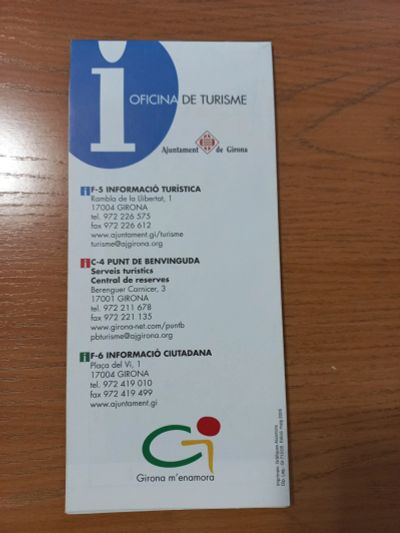 i
OFICINA DE TURISME
Ajuntament de Girona
i F-5 INFORMACIÓ TURÍSTICA
Rambla de la Llibertat, 1
17004 GIRONA
tel. 972 226 575
fax 972 226 612
www.ajuntament.gi/turisme
turisme@ajgirona.org
i C-4 PUNT DE BENVINGUDA
Serveis turístics
Central de reserves
Berenguer Carnicer, 3
17001 GIRONA
tel. 972 211 678
fax 972 221 135
www.girona-net.com/puntb
pbturisme@ajgirona.org
i F-6 INFORMACIÓ CIUTADANA
Plaça del Vi, 1
17004 GIRONA
tel. 972 419 010
fax 972 419 499
www.ajuntament.gi
Girona m'enamora